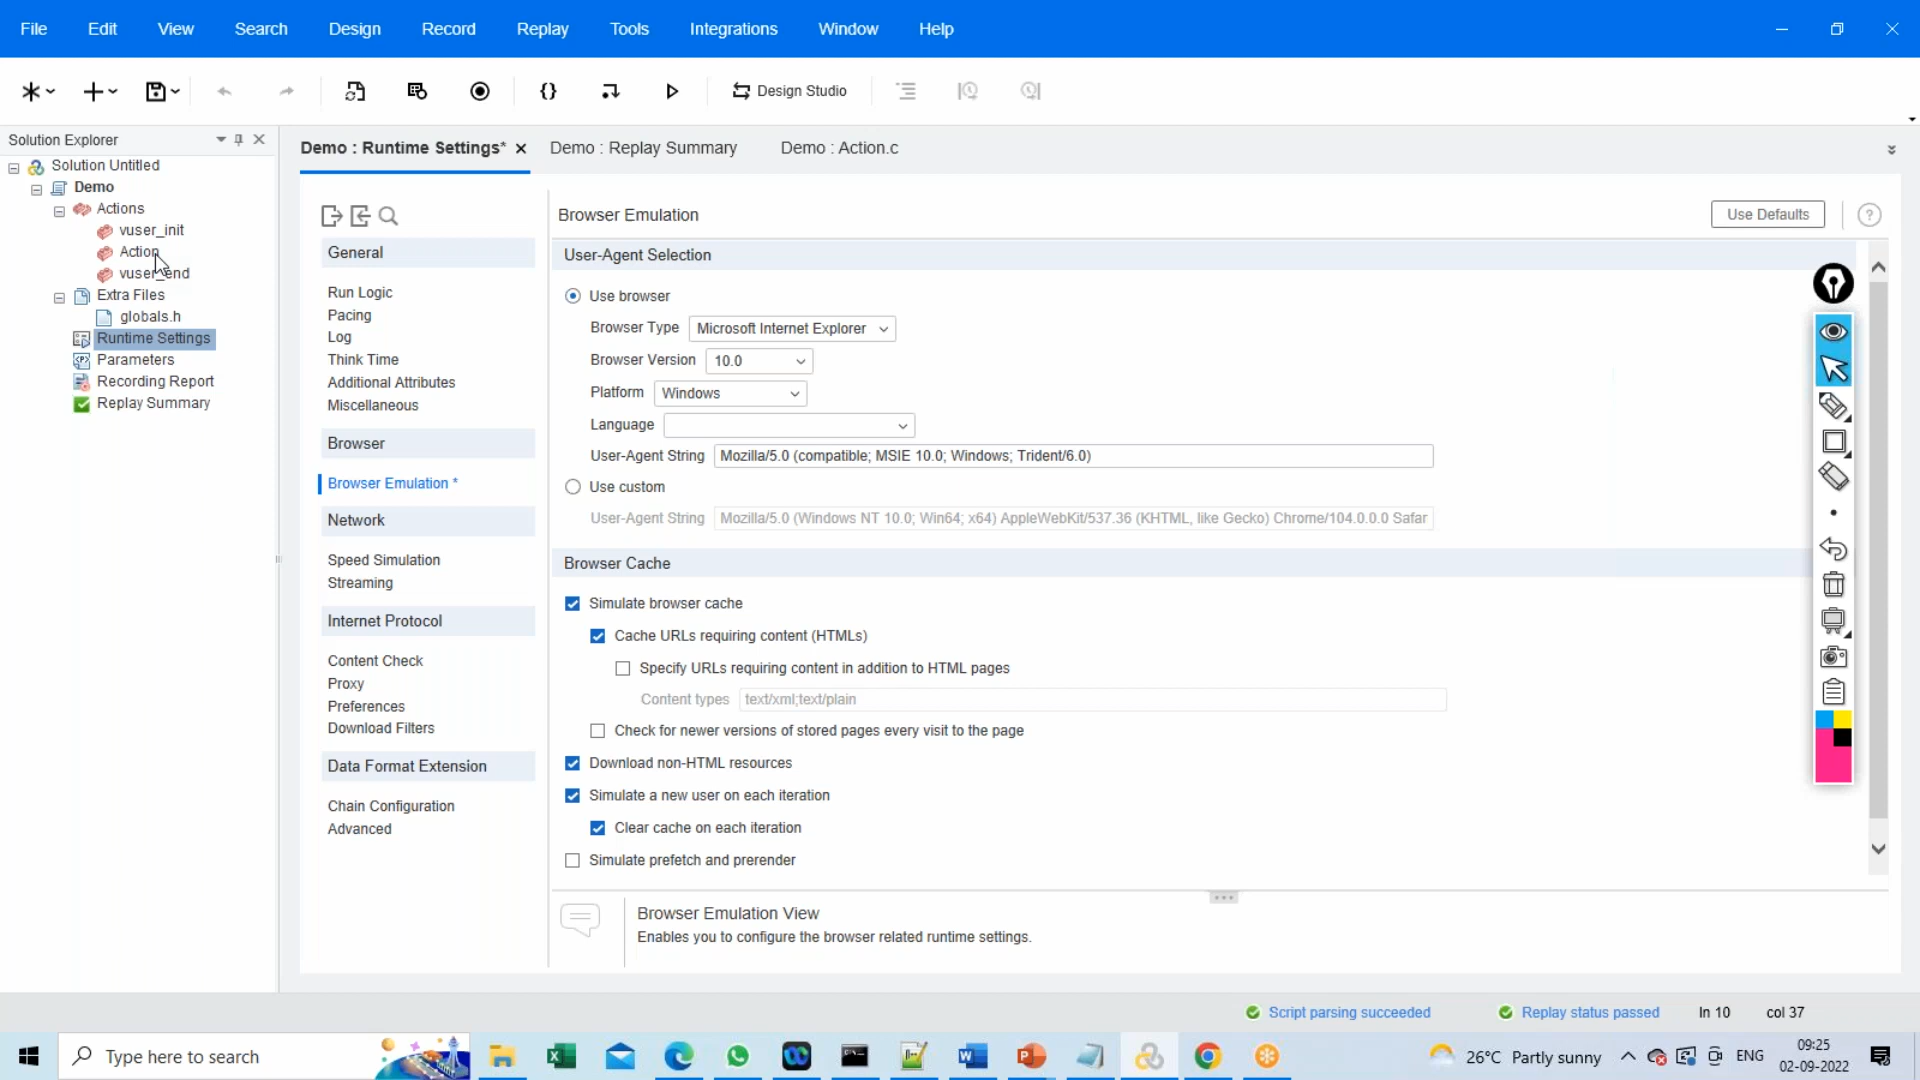 File Edit View Search Design Record Replay Tools Integrations Window Help
Design Studio
Solution Explorer
Solution Untitled
Demo
Actions
vuser_init
Action
vuser_end
Extra Files
globals.h
Runtime Settings
Parameters
Recording Report
Replay Summary
Demo : Runtime Settings* Demo : Replay Summary Demo : Action.c
General
Run Logic
Pacing
Log
Think Time
Additional Attributes
Miscellaneous
Browser
Browser Emulation *
Network
Speed Simulation
Streaming
Internet Protocol
Content Check
Proxy
Preferences
Download Filters
Data Format Extension
Chain Configuration
Advanced
Browser Emulation Use Defaults ?
User-Agent Selection
Use browser
Browser Type Microsoft Internet Explorer
Browser Version 10.0
Platform Windows
Language
User-Agent String Mozilla/5.0 (compatible; MSIE 10.0; Windows; Trident/6.0)
Use custom
User-Agent String Mozilla/5.0 (Windows NT 10.0; Win64; x64) AppleWebKit/537.36 (KHTML, like Gecko) Chrome/104.0.0.0 Safar
Browser Cache
Simulate browser cache
Cache URLs requiring content (HTMLs)
Specify URLs requiring content in addition to HTML pages
Content types text/xml;text/plain
Check for newer versions of stored pages every visit to the page
Download non-HTML resources
Simulate a new user on each iteration
Clear cache on each iteration
Simulate prefetch and prerender
Browser Emulation View
Enables you to configure the browser related runtime settings.
Script parsing succeeded Replay status passed ln 10 col 37
Type here to search
26°C Partly sunny ENG
09:25
02-09-2022